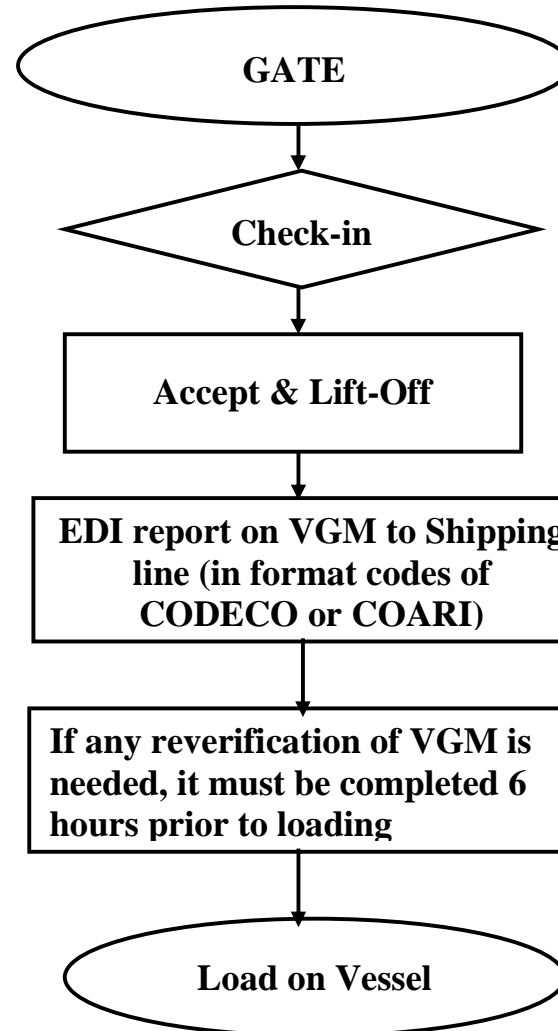 GATE
Check-in
Accept & Lift-Off
EDI report on VGM to Shipping
line (in format codes of
CODECO or COARI)
If any reverification of VGM is
needed, it must be completed 6
hours prior to loading
Load on Vessel